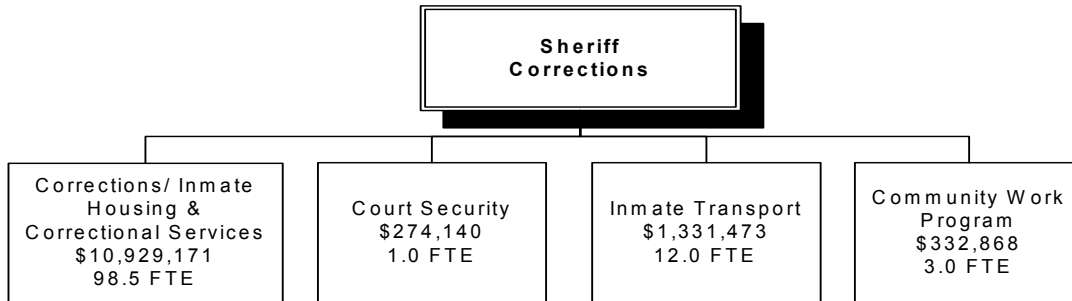 Sheriff
Corrections
Corrections/ Inmate
Housing &
Correctional Services
$10,929,171
98.5 FTE
Court Security
$274,140
1.0 FTE
Inmate Transport
$1,331,473
12.0 FTE
Community Work
Program
$332,868
3.0 FTE